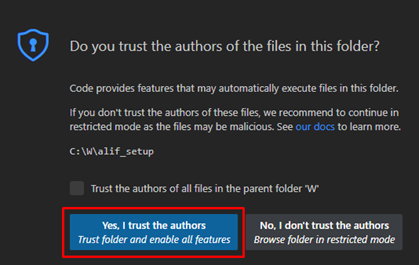 Do you trust the authors of the files in this folder?
Code provides features that may automatically execute files in this folder.
If you don't trust the authors of these files, we recommend to continue in
restricted mode as the files may be malicious. See our docs to learn more.
C:\W\alif_setup
Trust the authors of all files in the parent folder 'W'
Yes, I trust the authors
Trust folder and enable all features
No, I don't trust the authors
Browse folder in restricted mode